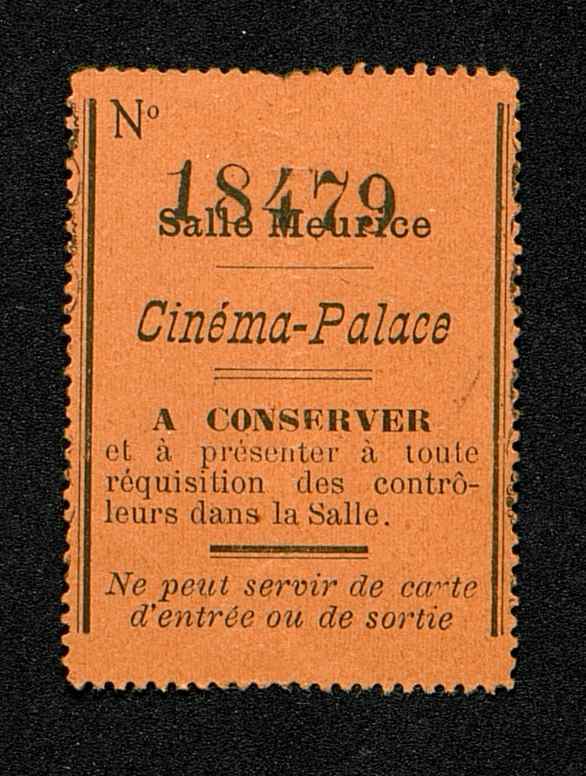 Nº
18479
Salle Meurice
Cinéma-Palace
A CONSERVER
et à présenter à toute
réquisition des contrô-
leurs dans la Salle.
Ne peut servir de carte
d'entrée ou de sortie